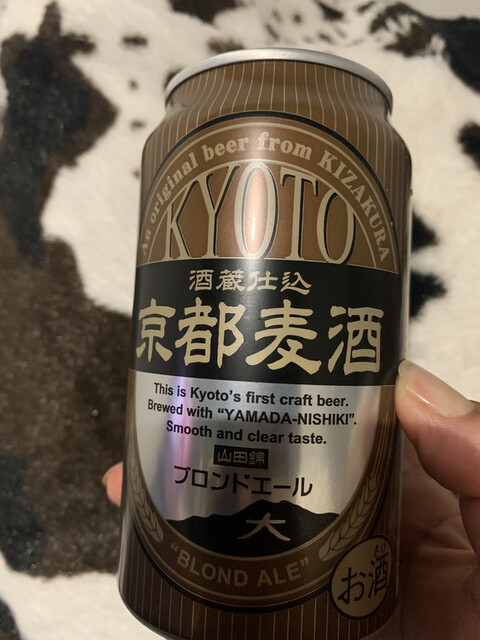 An original beer from KIZAKURA
KYOTO
酒蔵仕込
京都麦酒
This is Kyoto's first craft beer.
Brewed with “YAMADA-NISHIKI”.
Smooth and clear taste.
山田錦
ブロンドエール
大
“BLOND ALE”
さけ
お酒